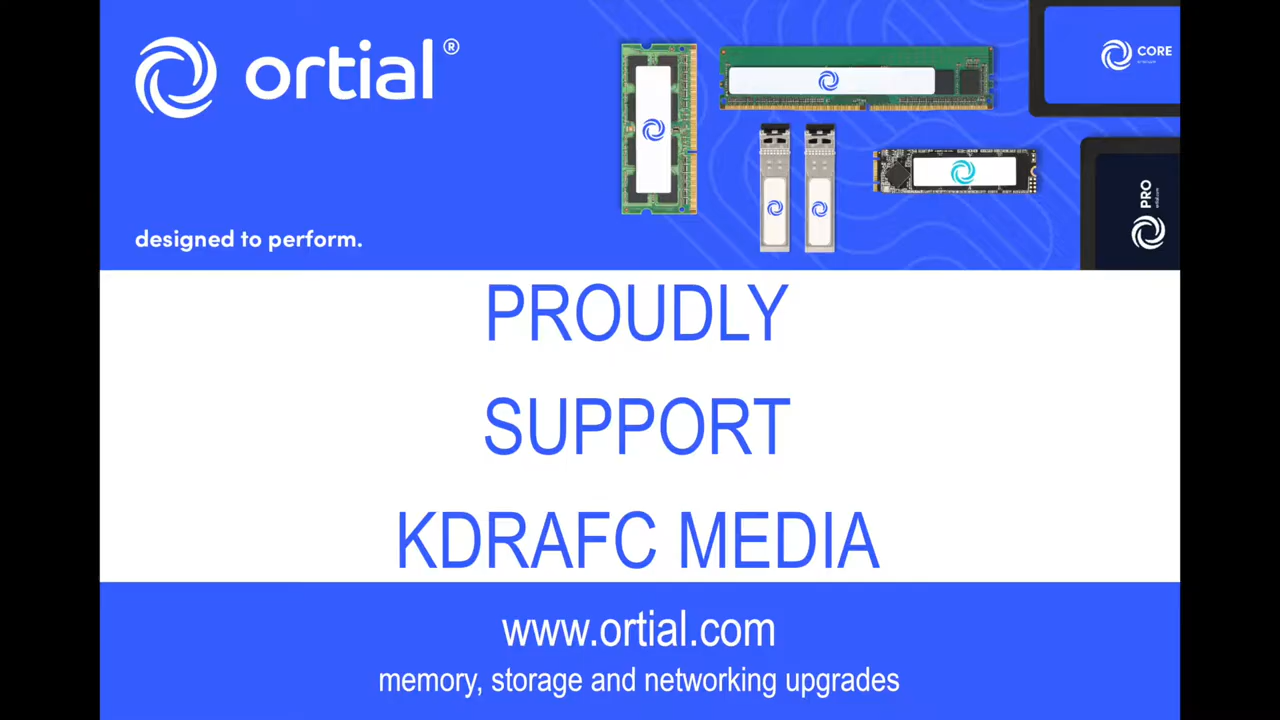 ortial®
CORE
PRO
designed to perform.
PROUDLY
SUPPORT
KDRAFC MEDIA
www.ortial.com
memory, storage and networking upgrades